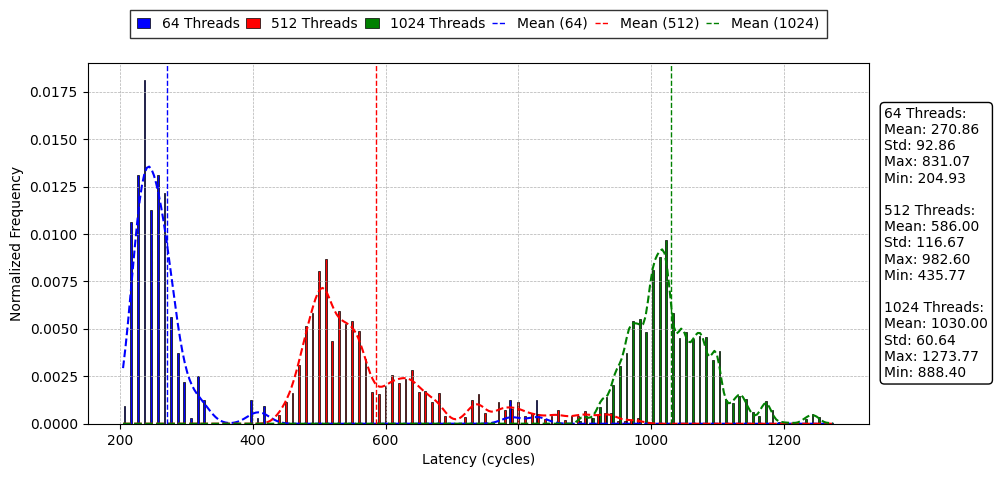 64 Threads 512 Threads 1024 Threads Mean (64) Mean (512) Mean (1024)
0.0175
0.0150
0.0125
0.0100
0.0075
0.0050
0.0025
0.0000
Normalized Frequency
200 400 600 800 1000 1200
Latency (cycles)
64 Threads:
Mean: 270.86
Std: 92.86
Max: 831.07
Min: 204.93
512 Threads:
Mean: 586.00
Std: 116.67
Max: 982.60
Min: 435.77
1024 Threads:
Mean: 1030.00
Std: 60.64
Max: 1273.77
Min: 888.40